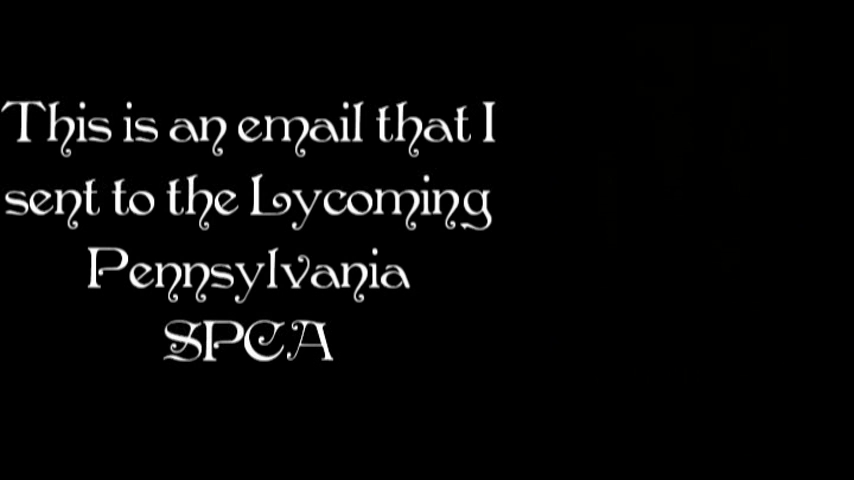 This is an email that I
sent to the Lycoming
Pennsylvania
SPCA